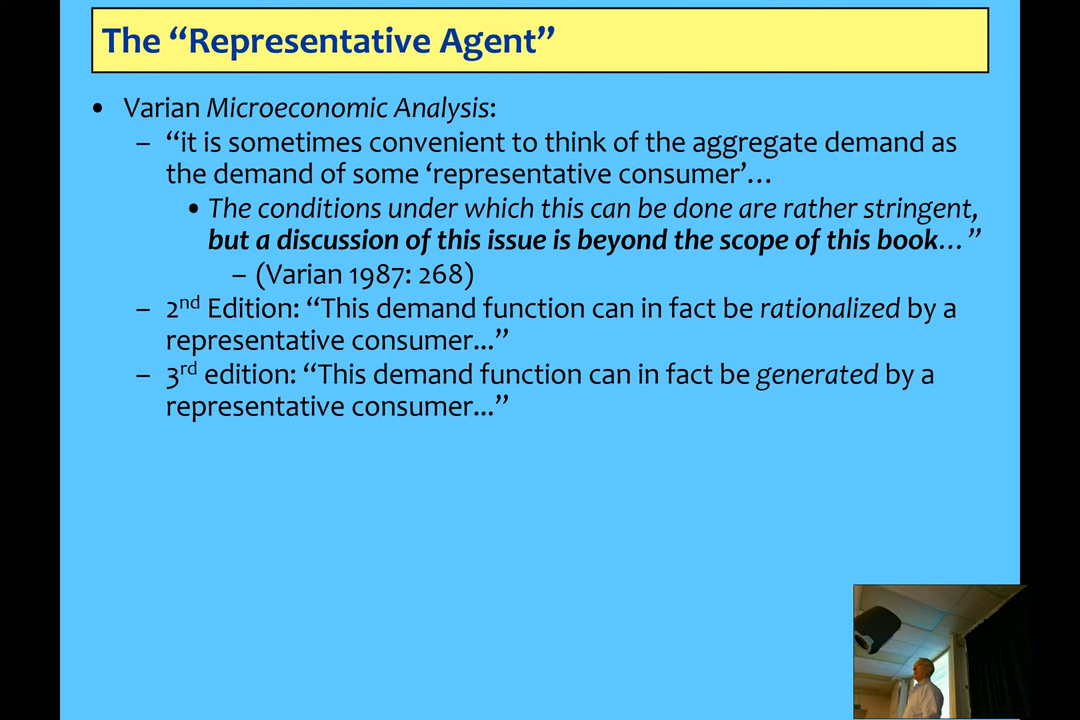 The “Representative Agent”
• Varian Microeconomic Analysis:
– “it is sometimes convenient to think of the aggregate demand as
the demand of some ‘representative consumer’…
• The conditions under which this can be done are rather stringent,
but a discussion of this issue is beyond the scope of this book…”
– (Varian 1987: 268)
– 2nd Edition: “This demand function can in fact be rationalized by a
representative consumer...”
– 3rd edition: “This demand function can in fact be generated by a
representative consumer...”